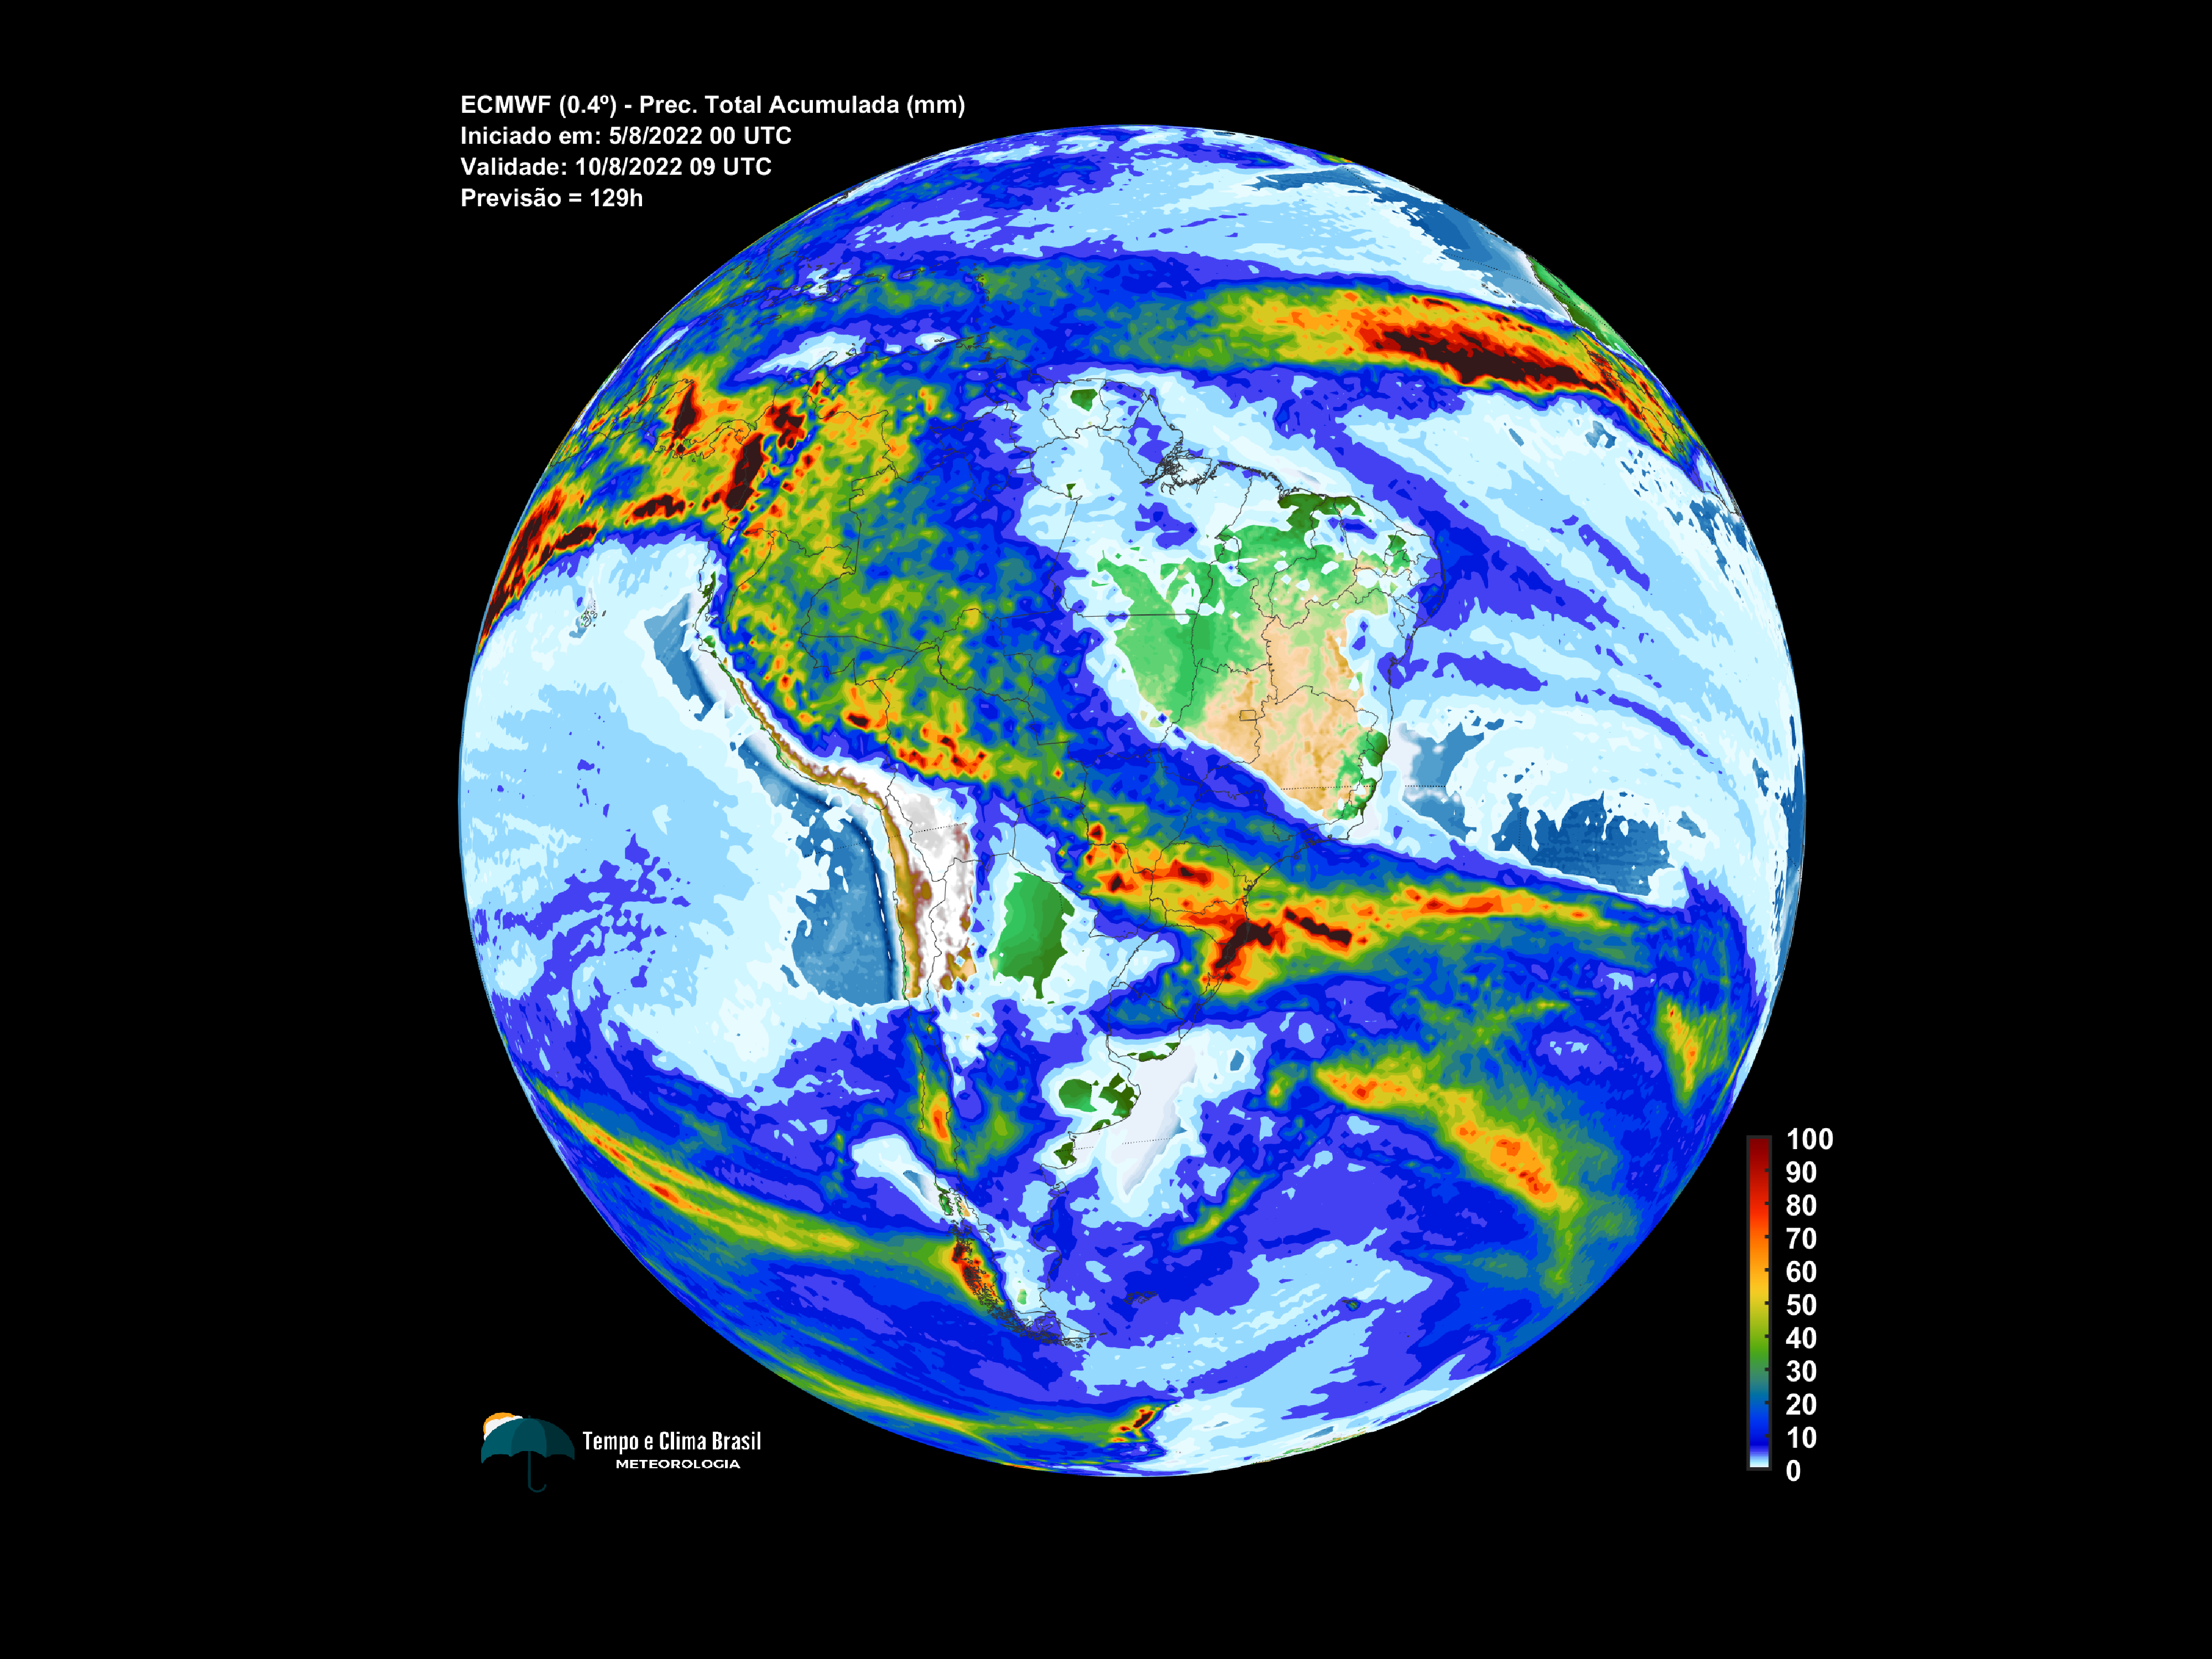 ECMWF (0.4º) - Prec. Total Acumulada (mm)
Iniciado em: 5/8/2022 00 UTC
Validade: 10/8/2022 09 UTC
Previsão = 129h
100
90
80
70
60
50
40
30
20
10
0
Tempo e Clima Brasil
METEOROLOGIA